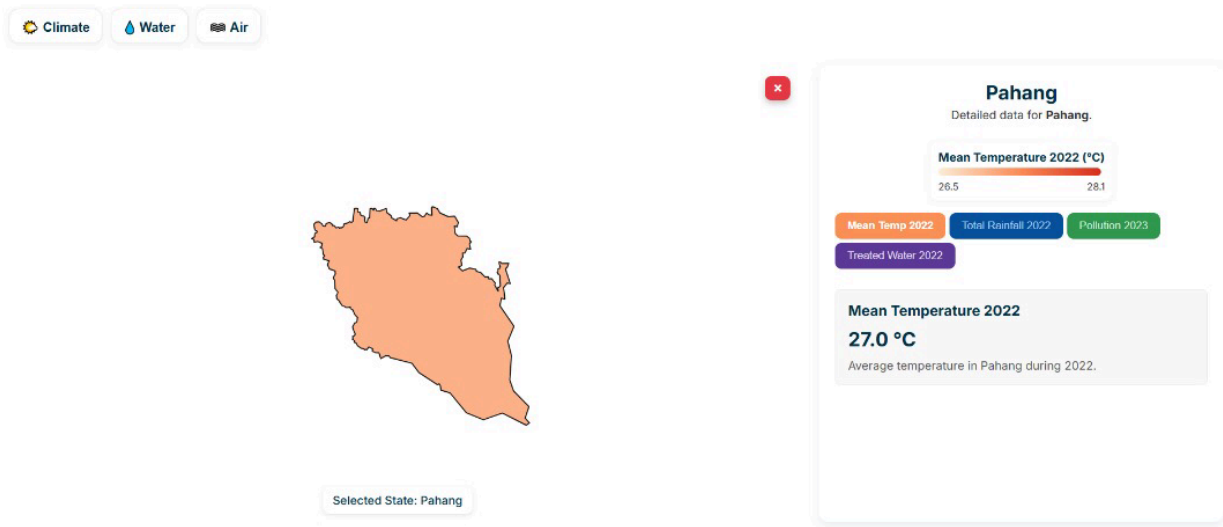 Climate
Water
Air
×
Pahang
Detailed data for Pahang.
Mean Temperature 2022 (°C)
26.5 28.1
Mean Temp 2022 Total Rainfall 2022 Pollution 2023
Treated Water 2022
Mean Temperature 2022
27.0 °C
Average temperature in Pahang during 2022.
Selected State: Pahang